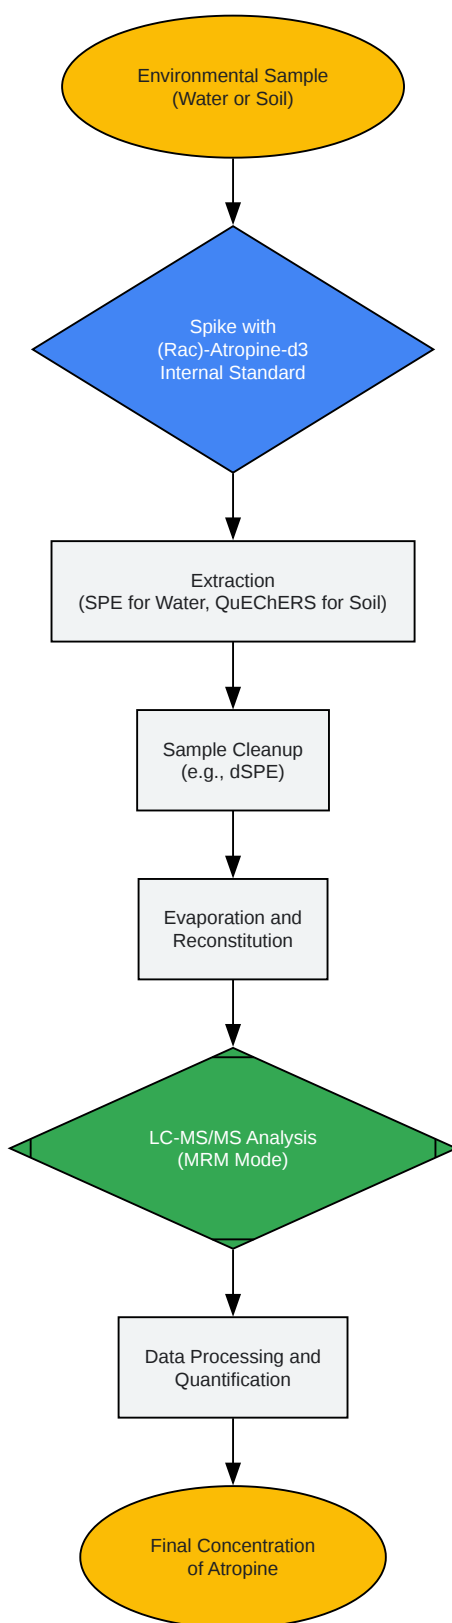 Environmental Sample
(Water or Soil)
Spike with
(Rac)-Atropine-d3
Internal Standard
Extraction
(SPE for Water, QuEChERS for Soil)
Sample Cleanup
(e.g., dSPE)
Evaporation and
Reconstitution
LC-MS/MS Analysis
(MRM Mode)
Data Processing and
Quantification
Final Concentration
of Atropine